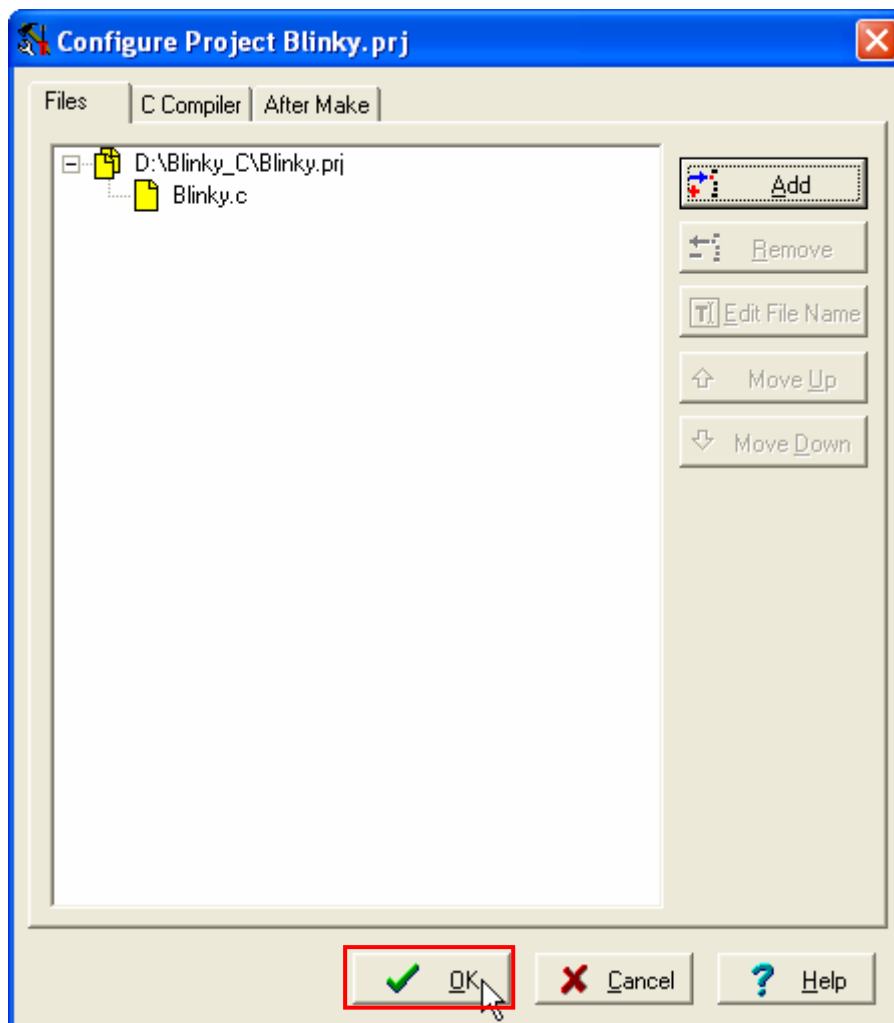 Configure Project Blinky.prj
Files C Compiler After Make
D:\Blinky_C\Blinky.prj
Blinky.c
Add
Remove
Edit File Name
Move Up
Move Down
OK Cancel Help